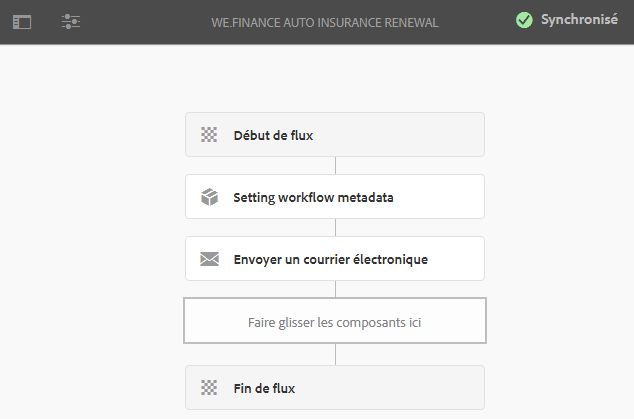 WE.FINANCE AUTO INSURANCE RENEWAL
Synchronisé
Début de flux
Setting workflow metadata
Envoyer un courrier électronique
Faire glisser les composants ici
Fin de flux